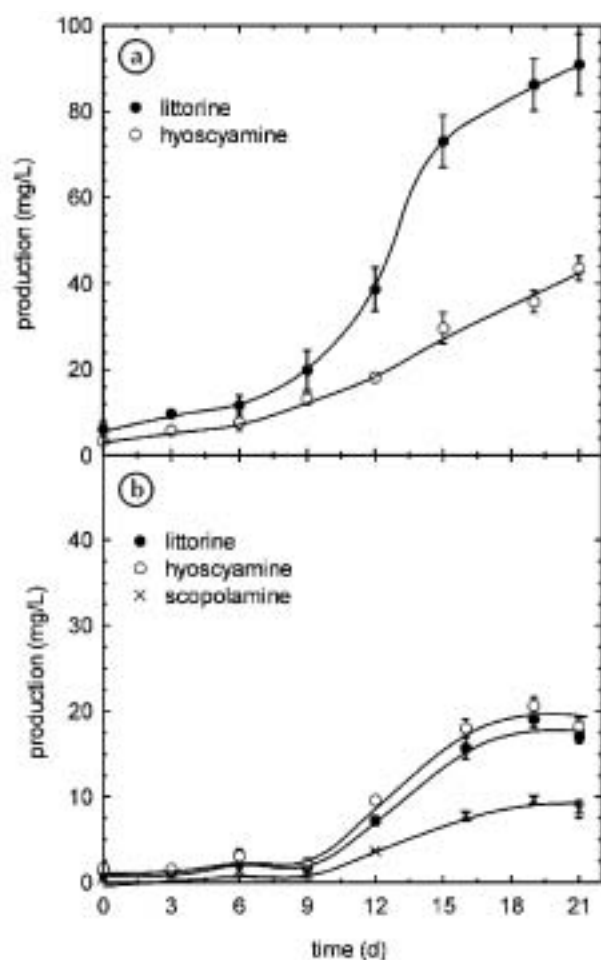 100
a
80
littorine
hyoscyamine
60
production (mg/L)
40
20
0
b
40
littorine
hyoscyamine
scopolamine
30
production (mg/L)
20
10
0
0 3 6 9 12 15 18 21
time (d)